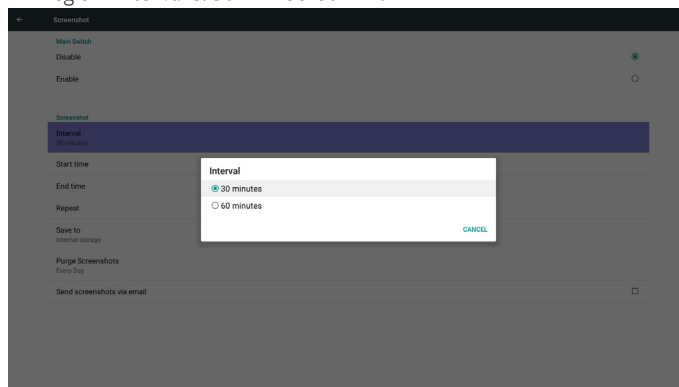 Screenshot
Main Switch
Disable
Enable
Screenshot
Interval
30 minutes
Start time
Interval
End time
30 minutes
Repeat
60 minutes
Save to
Internal storage
CANCEL
Purge Screenshots
Every Day
Send screenshots via email